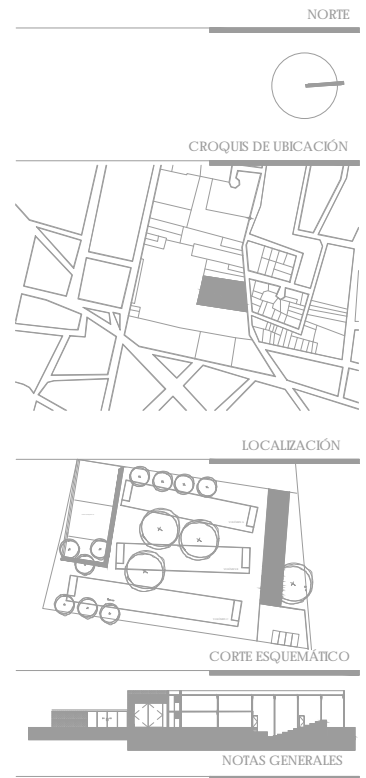 NORTE
CROQUIS DE UBICACIÓN
LOCALIZACIÓN
CORTE ESQUEMÁTICO
NOTAS GENERALES